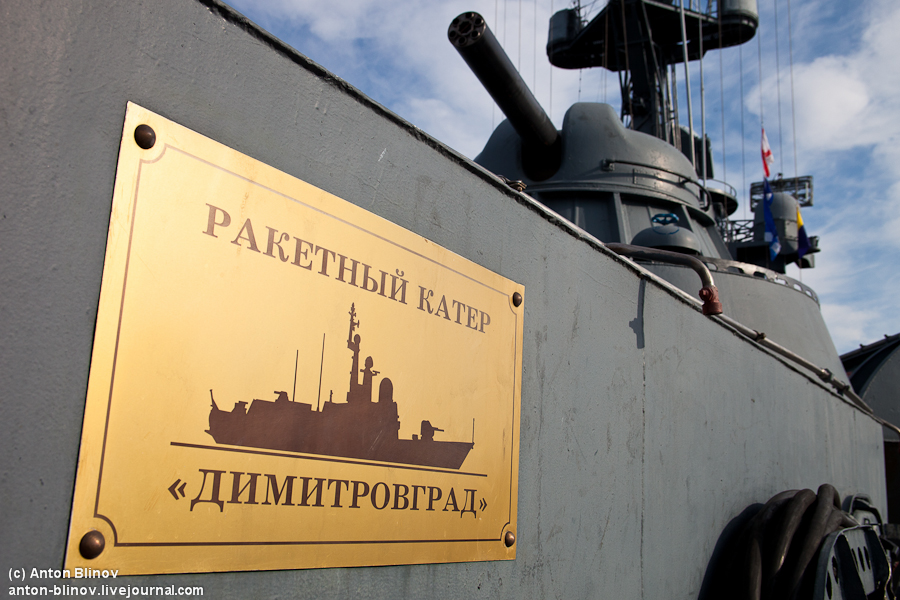 РАКЕТНЫЙ КАТЕР
«ДИМИТРОВГРАД»
(c) Anton Blinov
anton-blinov.livejournal.com